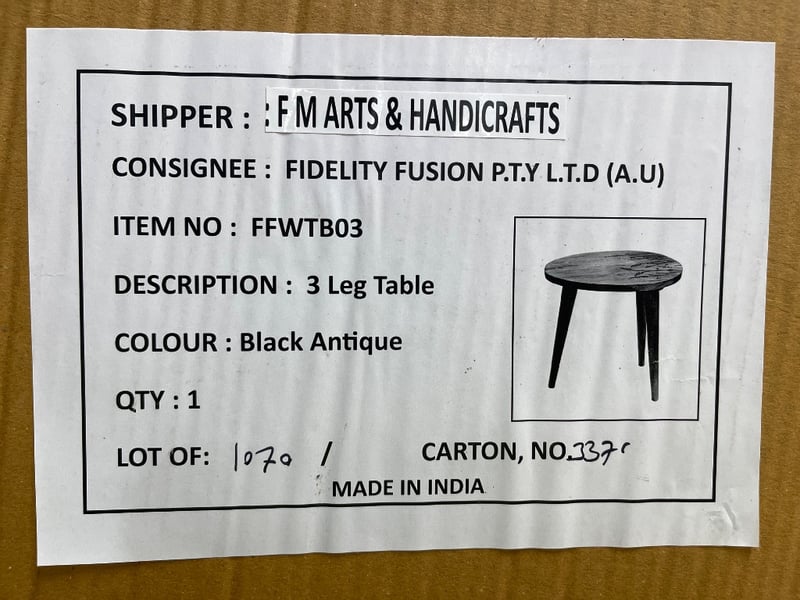 SHIPPER : : F M ARTS & HANDICRAFTS
CONSIGNEE : FIDELITY FUSION P.T.Y L.T.D (A.U)
ITEM NO : FFWTB03
DESCRIPTION : 3 Leg Table
COLOUR : Black Antique
QTY : 1
LOT OF: 1070 / CARTON, NO.
MADE IN INDIA